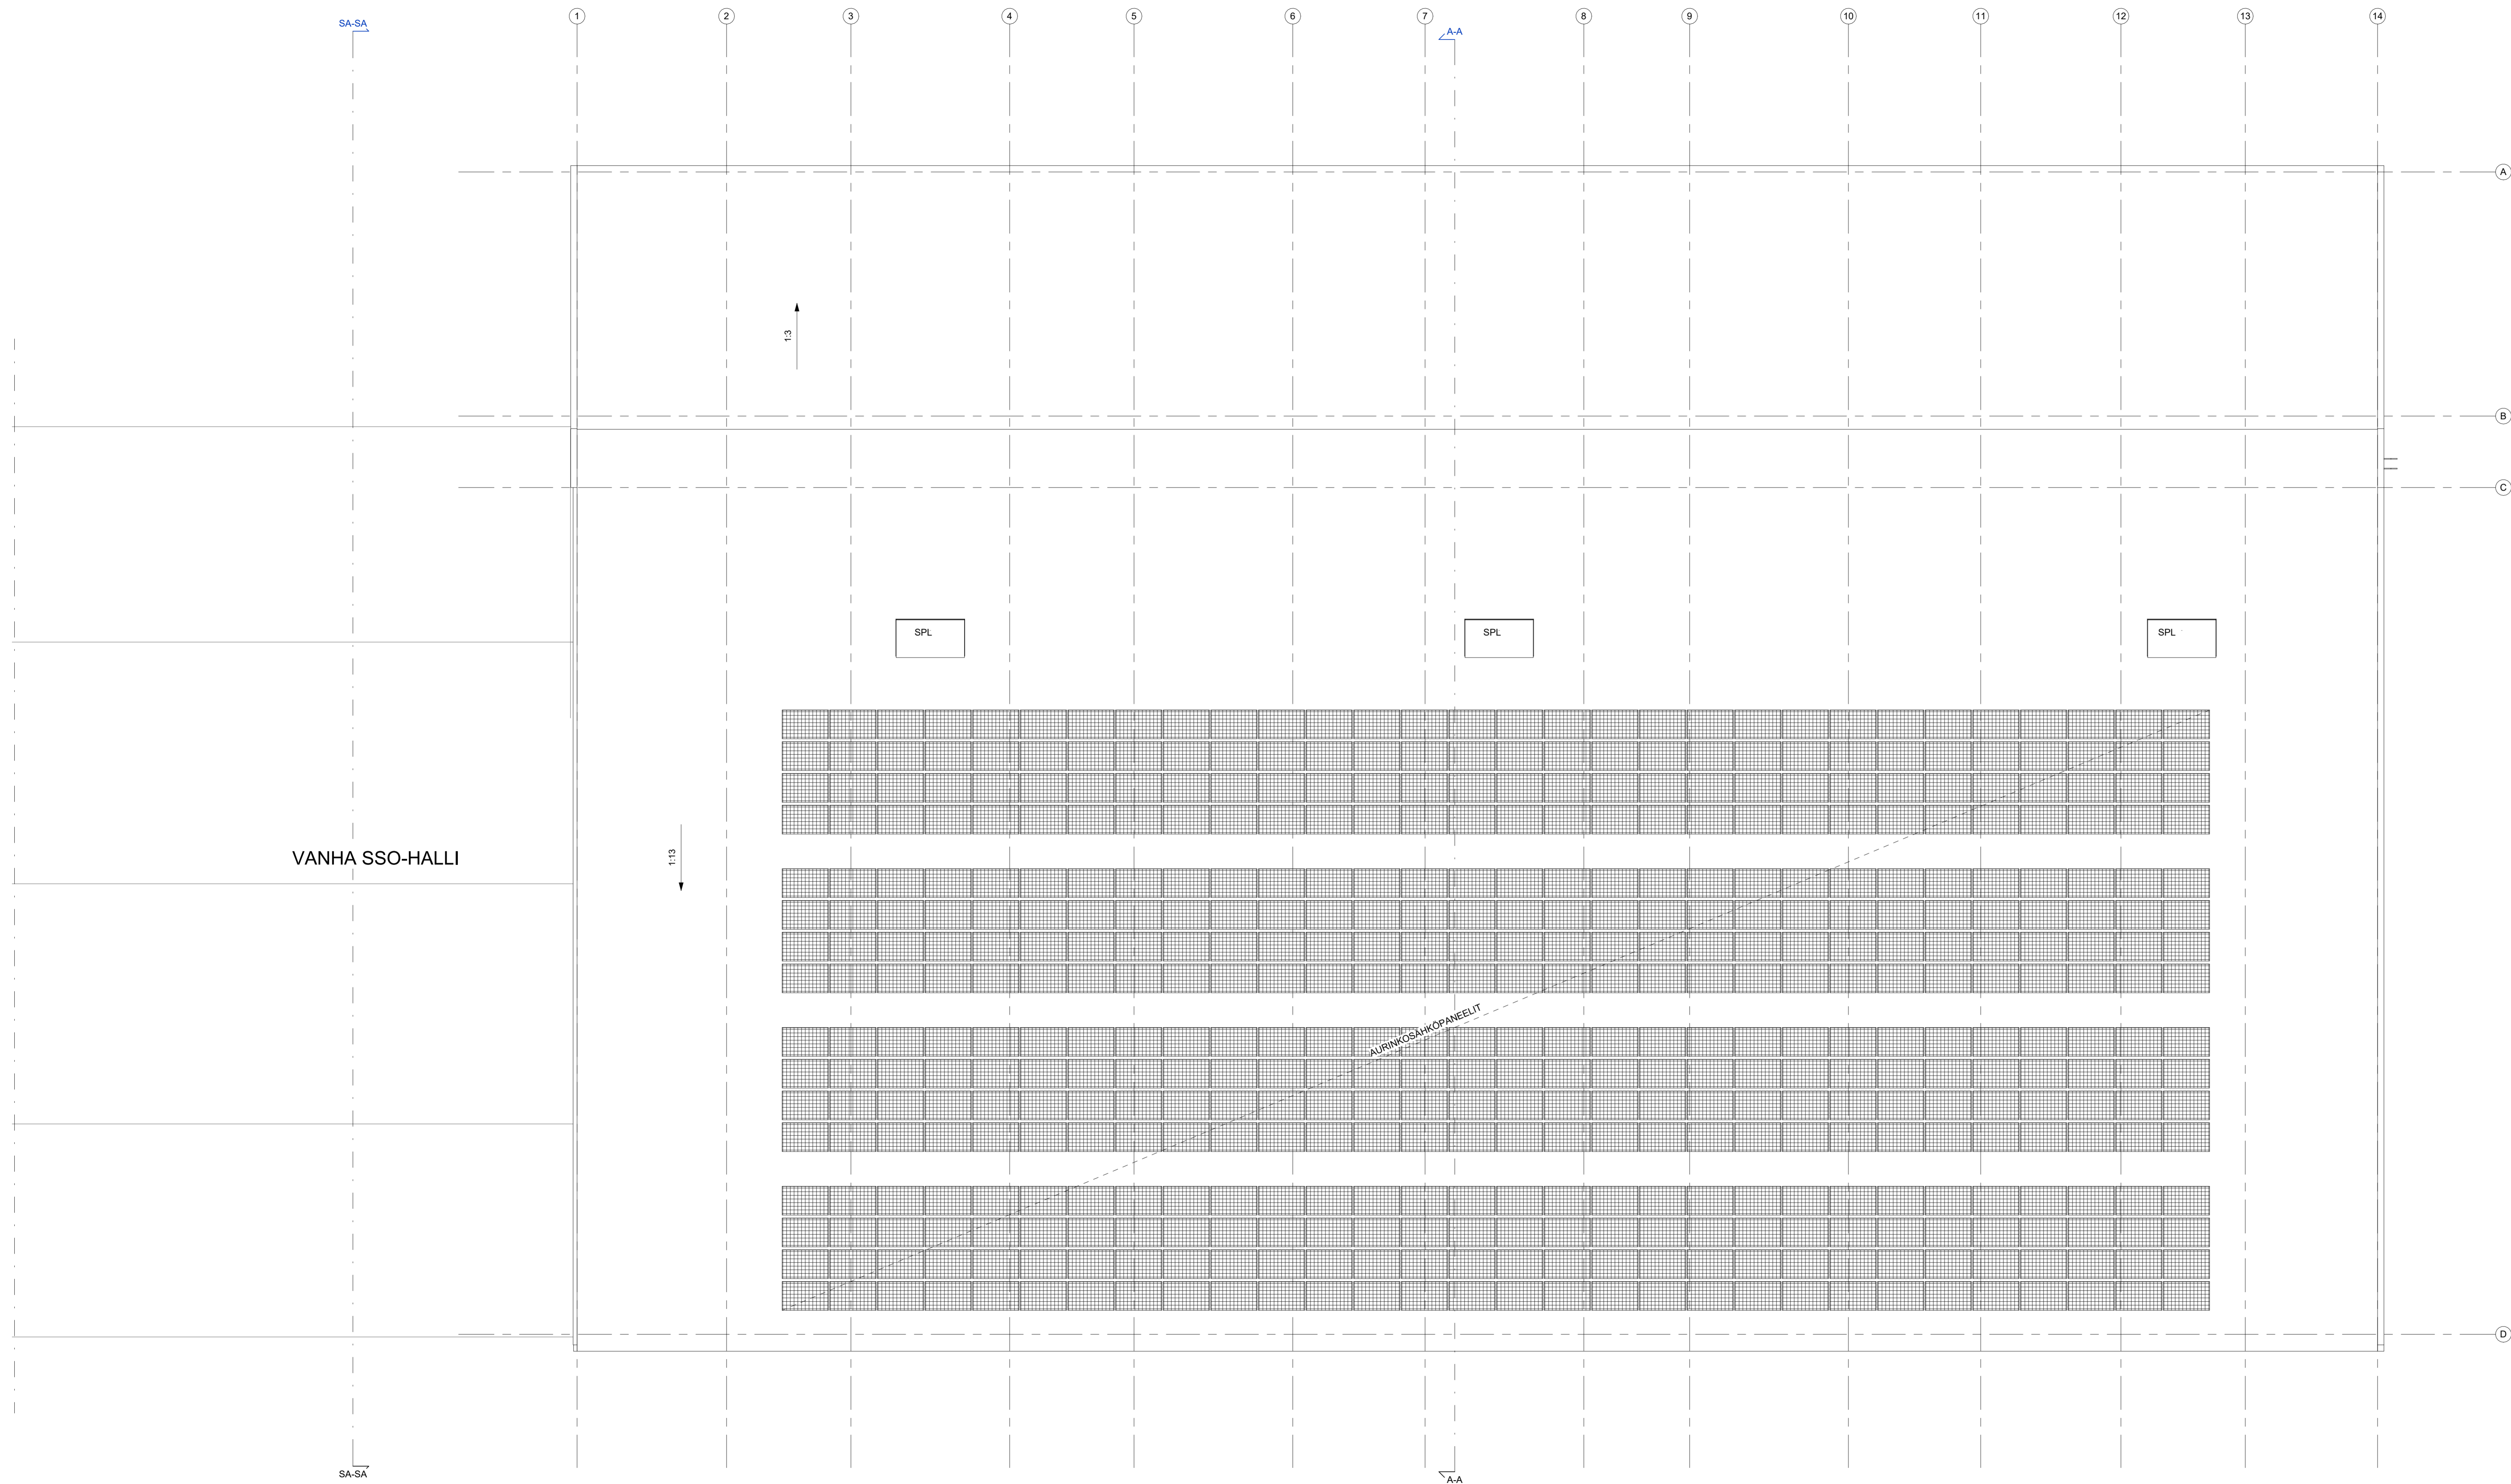 SA-SA
1
2
3
4
5
6
7
A-A
8
9
10
11
12
13
14
A
1:3
B
C
SPL
SPL
SPL
1:13
VANHA SSO-HALLI
AURINKOSÄHKÖPANEELIT
D
SA-SA
A-A